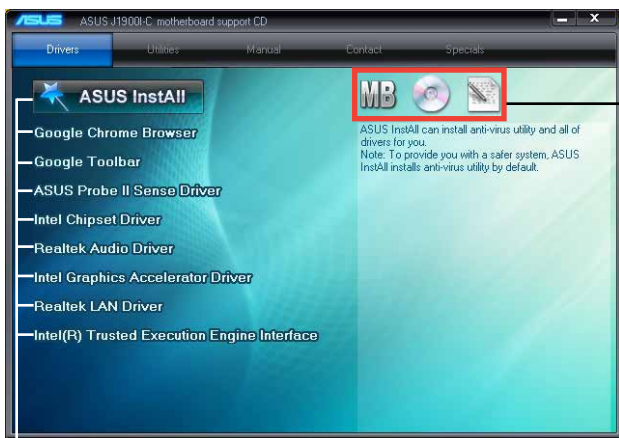 ASUS ASUS J1900I-C motherboard support CD
Drivers Utilities Manual Contact Specials
ASUS InstAll
MB
Google Chrome Browser
Google Toolbar
ASUS Probe II Sense Driver
Intel Chipset Driver
Realtek Audio Driver
Intel Graphics Accelerator Driver
Realtek LAN Driver
Intel(R) Trusted Execution Engine Interface
ASUS InstAll can install anti-virus utility and all of
drivers for you.
Note: To provide you with a safer system, ASUS
InstAll installs anti-virus utility by default.